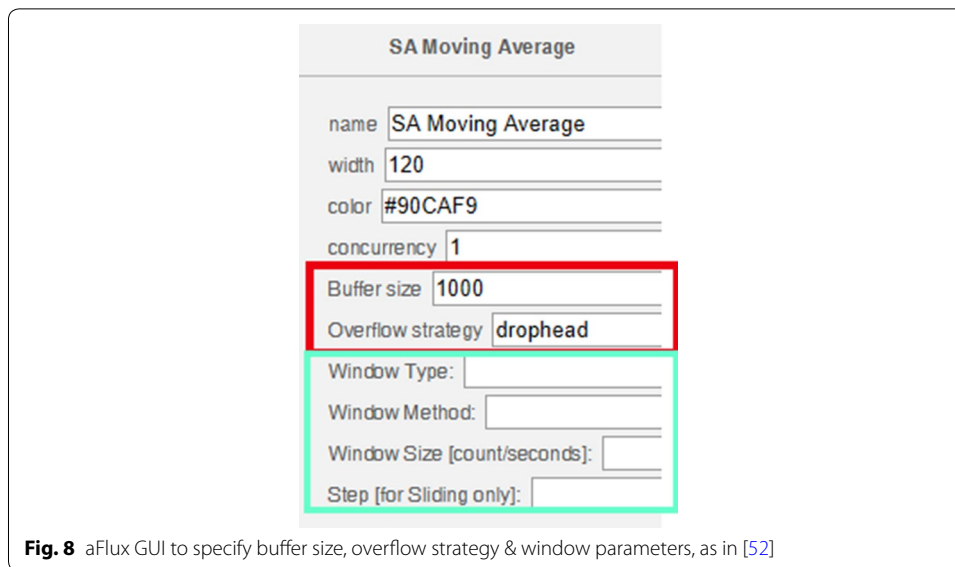 SA Moving Average
name SA Moving Average
width 120
color #90CAF9
concurrency 1
Buffer size 1000
Overflow strategy drophead
Window Type:
Window Method:
Window Size [count/seconds]:
Step [for Sliding only]:
Fig. 8 aFlux GUI to specify buffer size, overflow strategy & window parameters, as in [52]